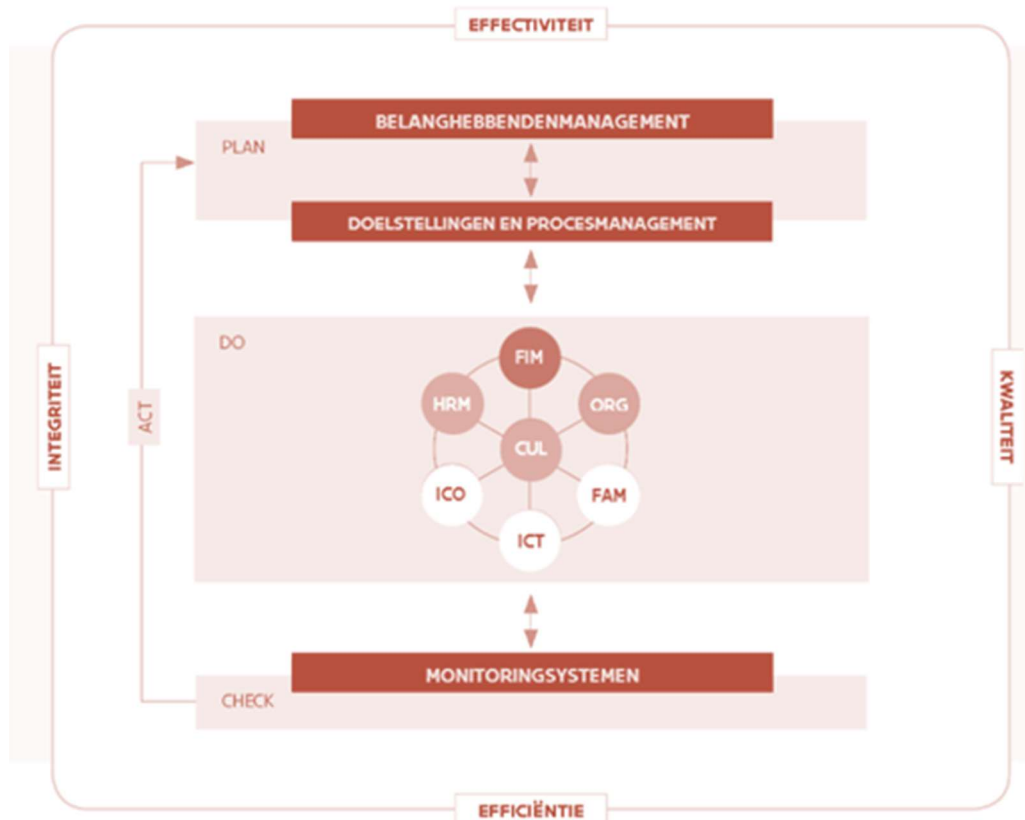 EFFECTIVITEIT
BELANGHEBBENDENMANAGEMENT
PLAN
DOELSTELLINGEN EN PROCESMANAGEMENT
DO
FIM
HRM
ORG
CUL
ICO
FAM
ICT
INTEGRITEIT
ACT
KWALITEIT
MONITORINGSYSTEMEN
CHECK
EFFICIËNTIE